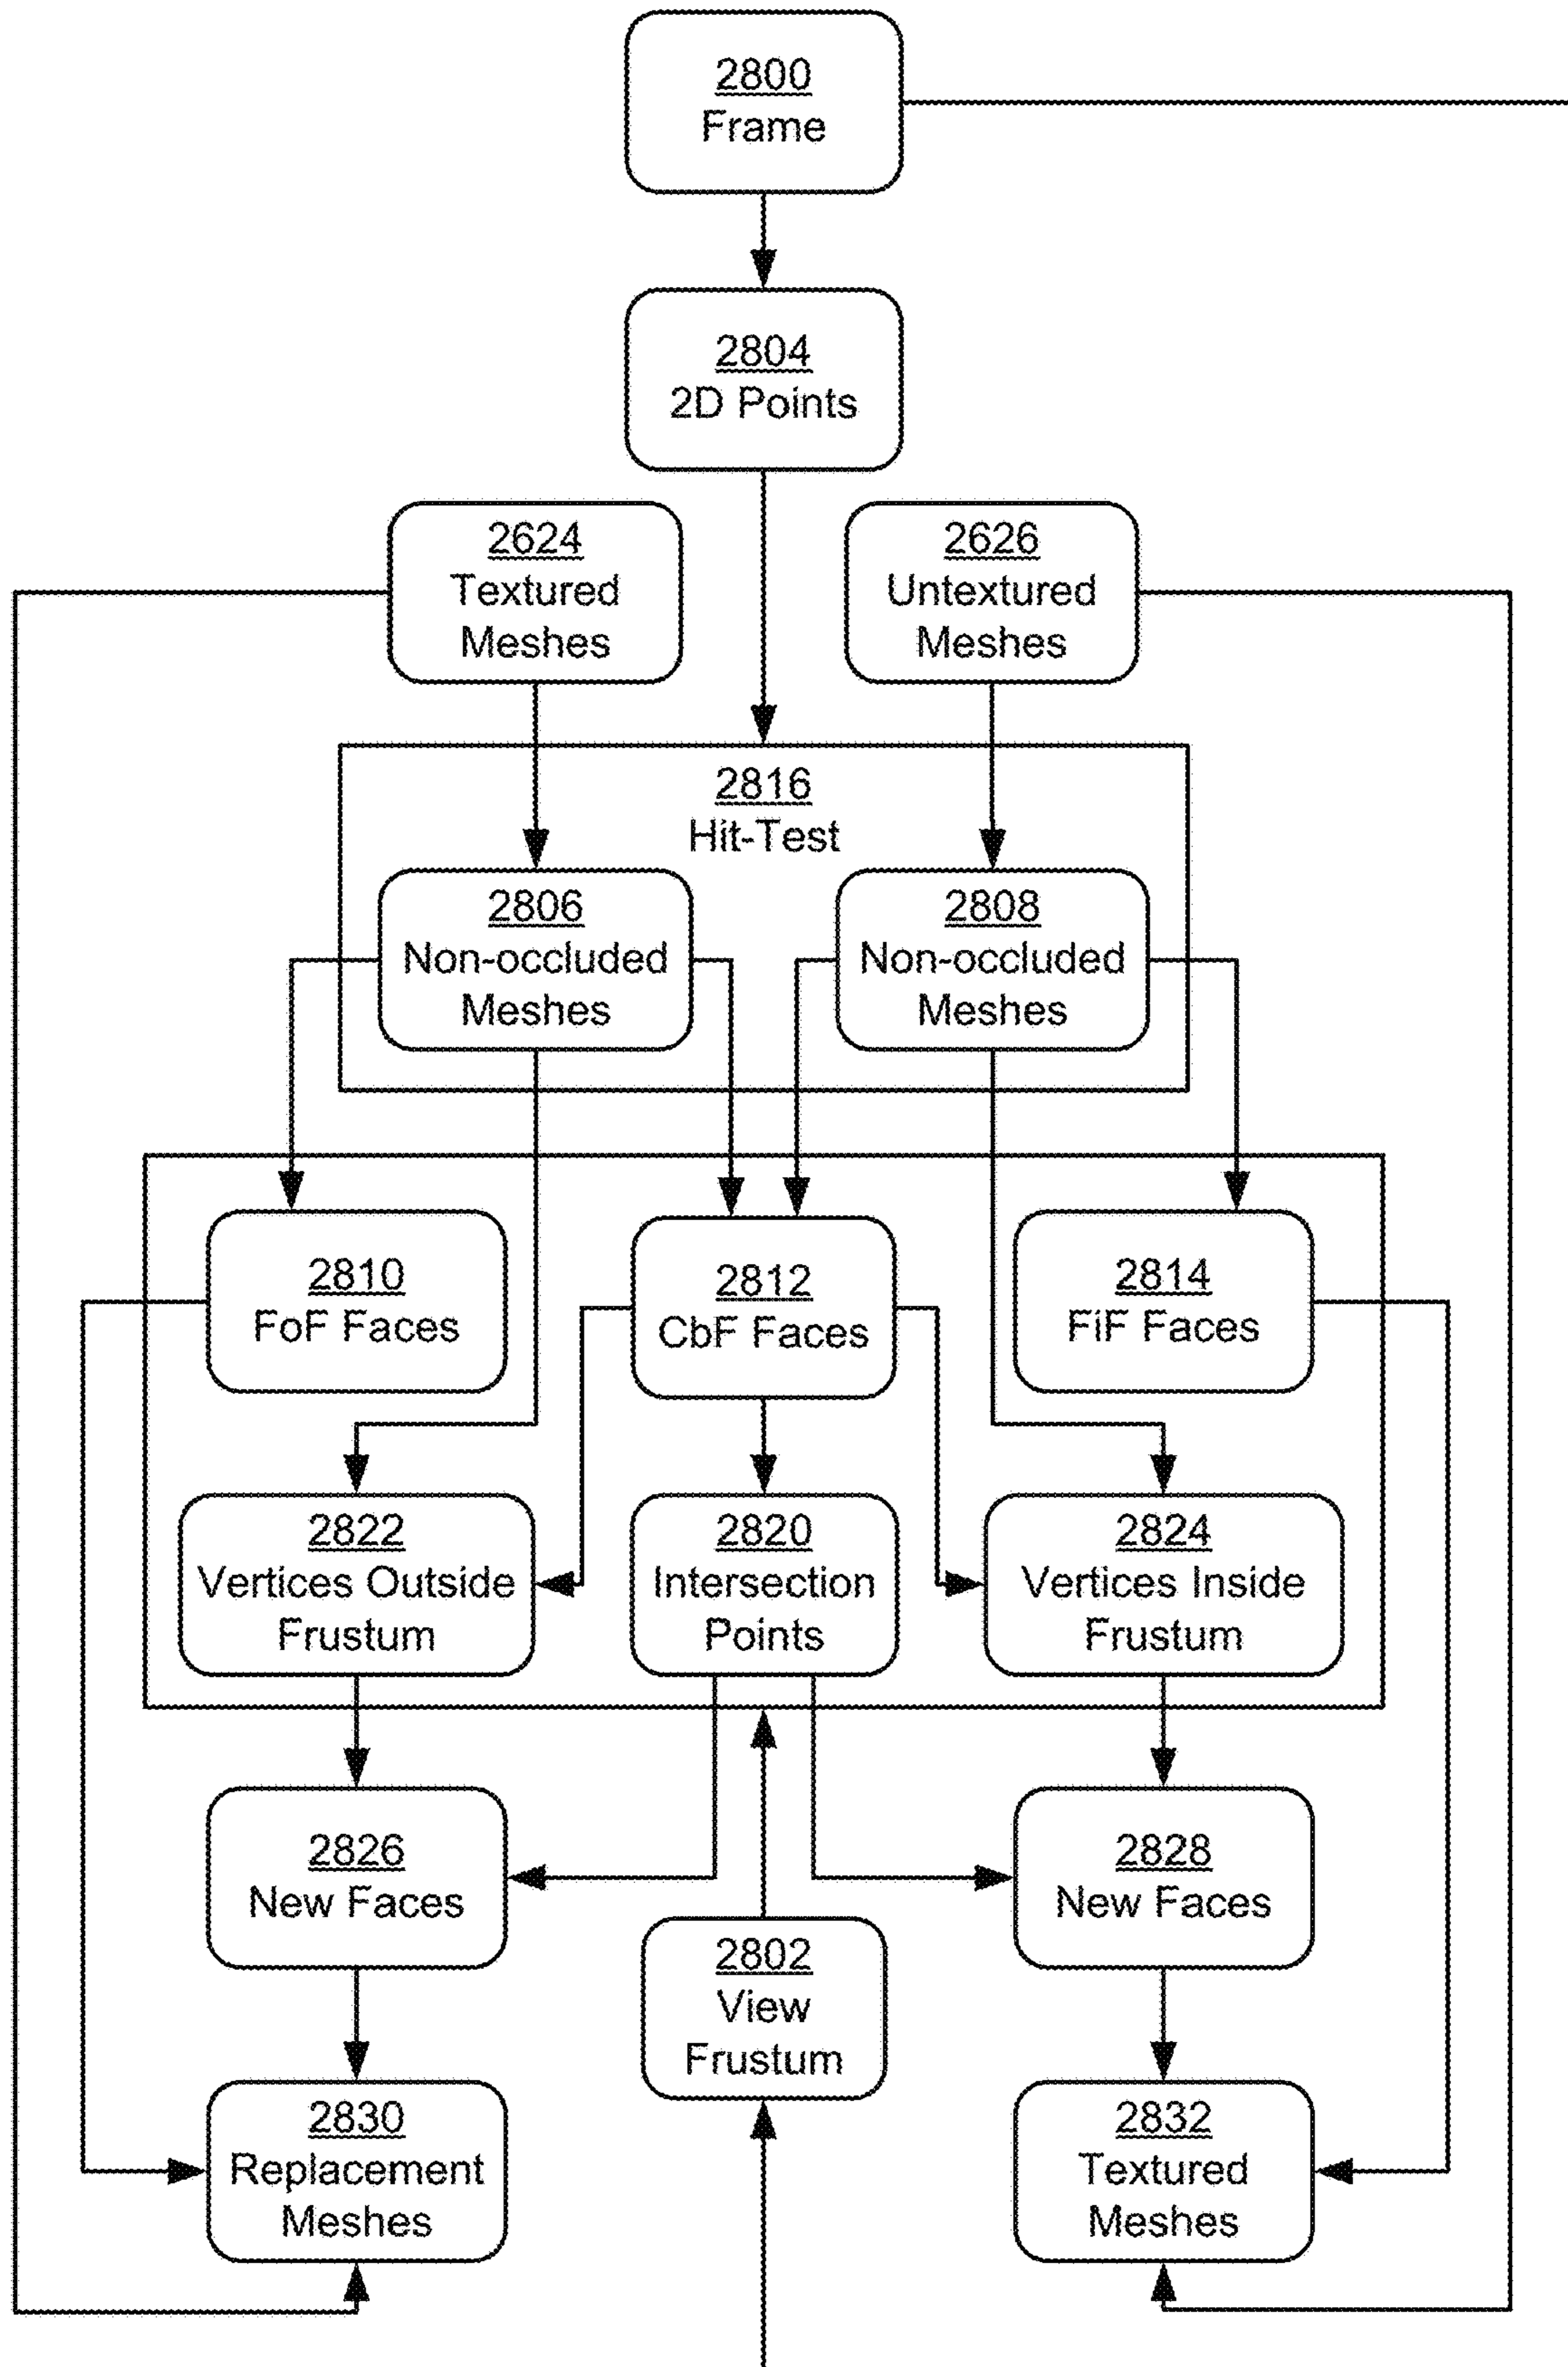 2800
Frame
2804
2D Points
2624
Textured
Meshes
2626
Untextured
Meshes
2816
Hit-Test
2806
Non-occluded
Meshes
2808
Non-occluded
Meshes
2810
FoF Faces
2812
CbF Faces
2814
FiF Faces
2822
Vertices Outside
Frustum
2820
Intersection
Points
2824
Vertices Inside
Frustum
2826
New Faces
2828
New Faces
2802
View
Frustum
2830
Replacement
Meshes
2832
Textured
Meshes